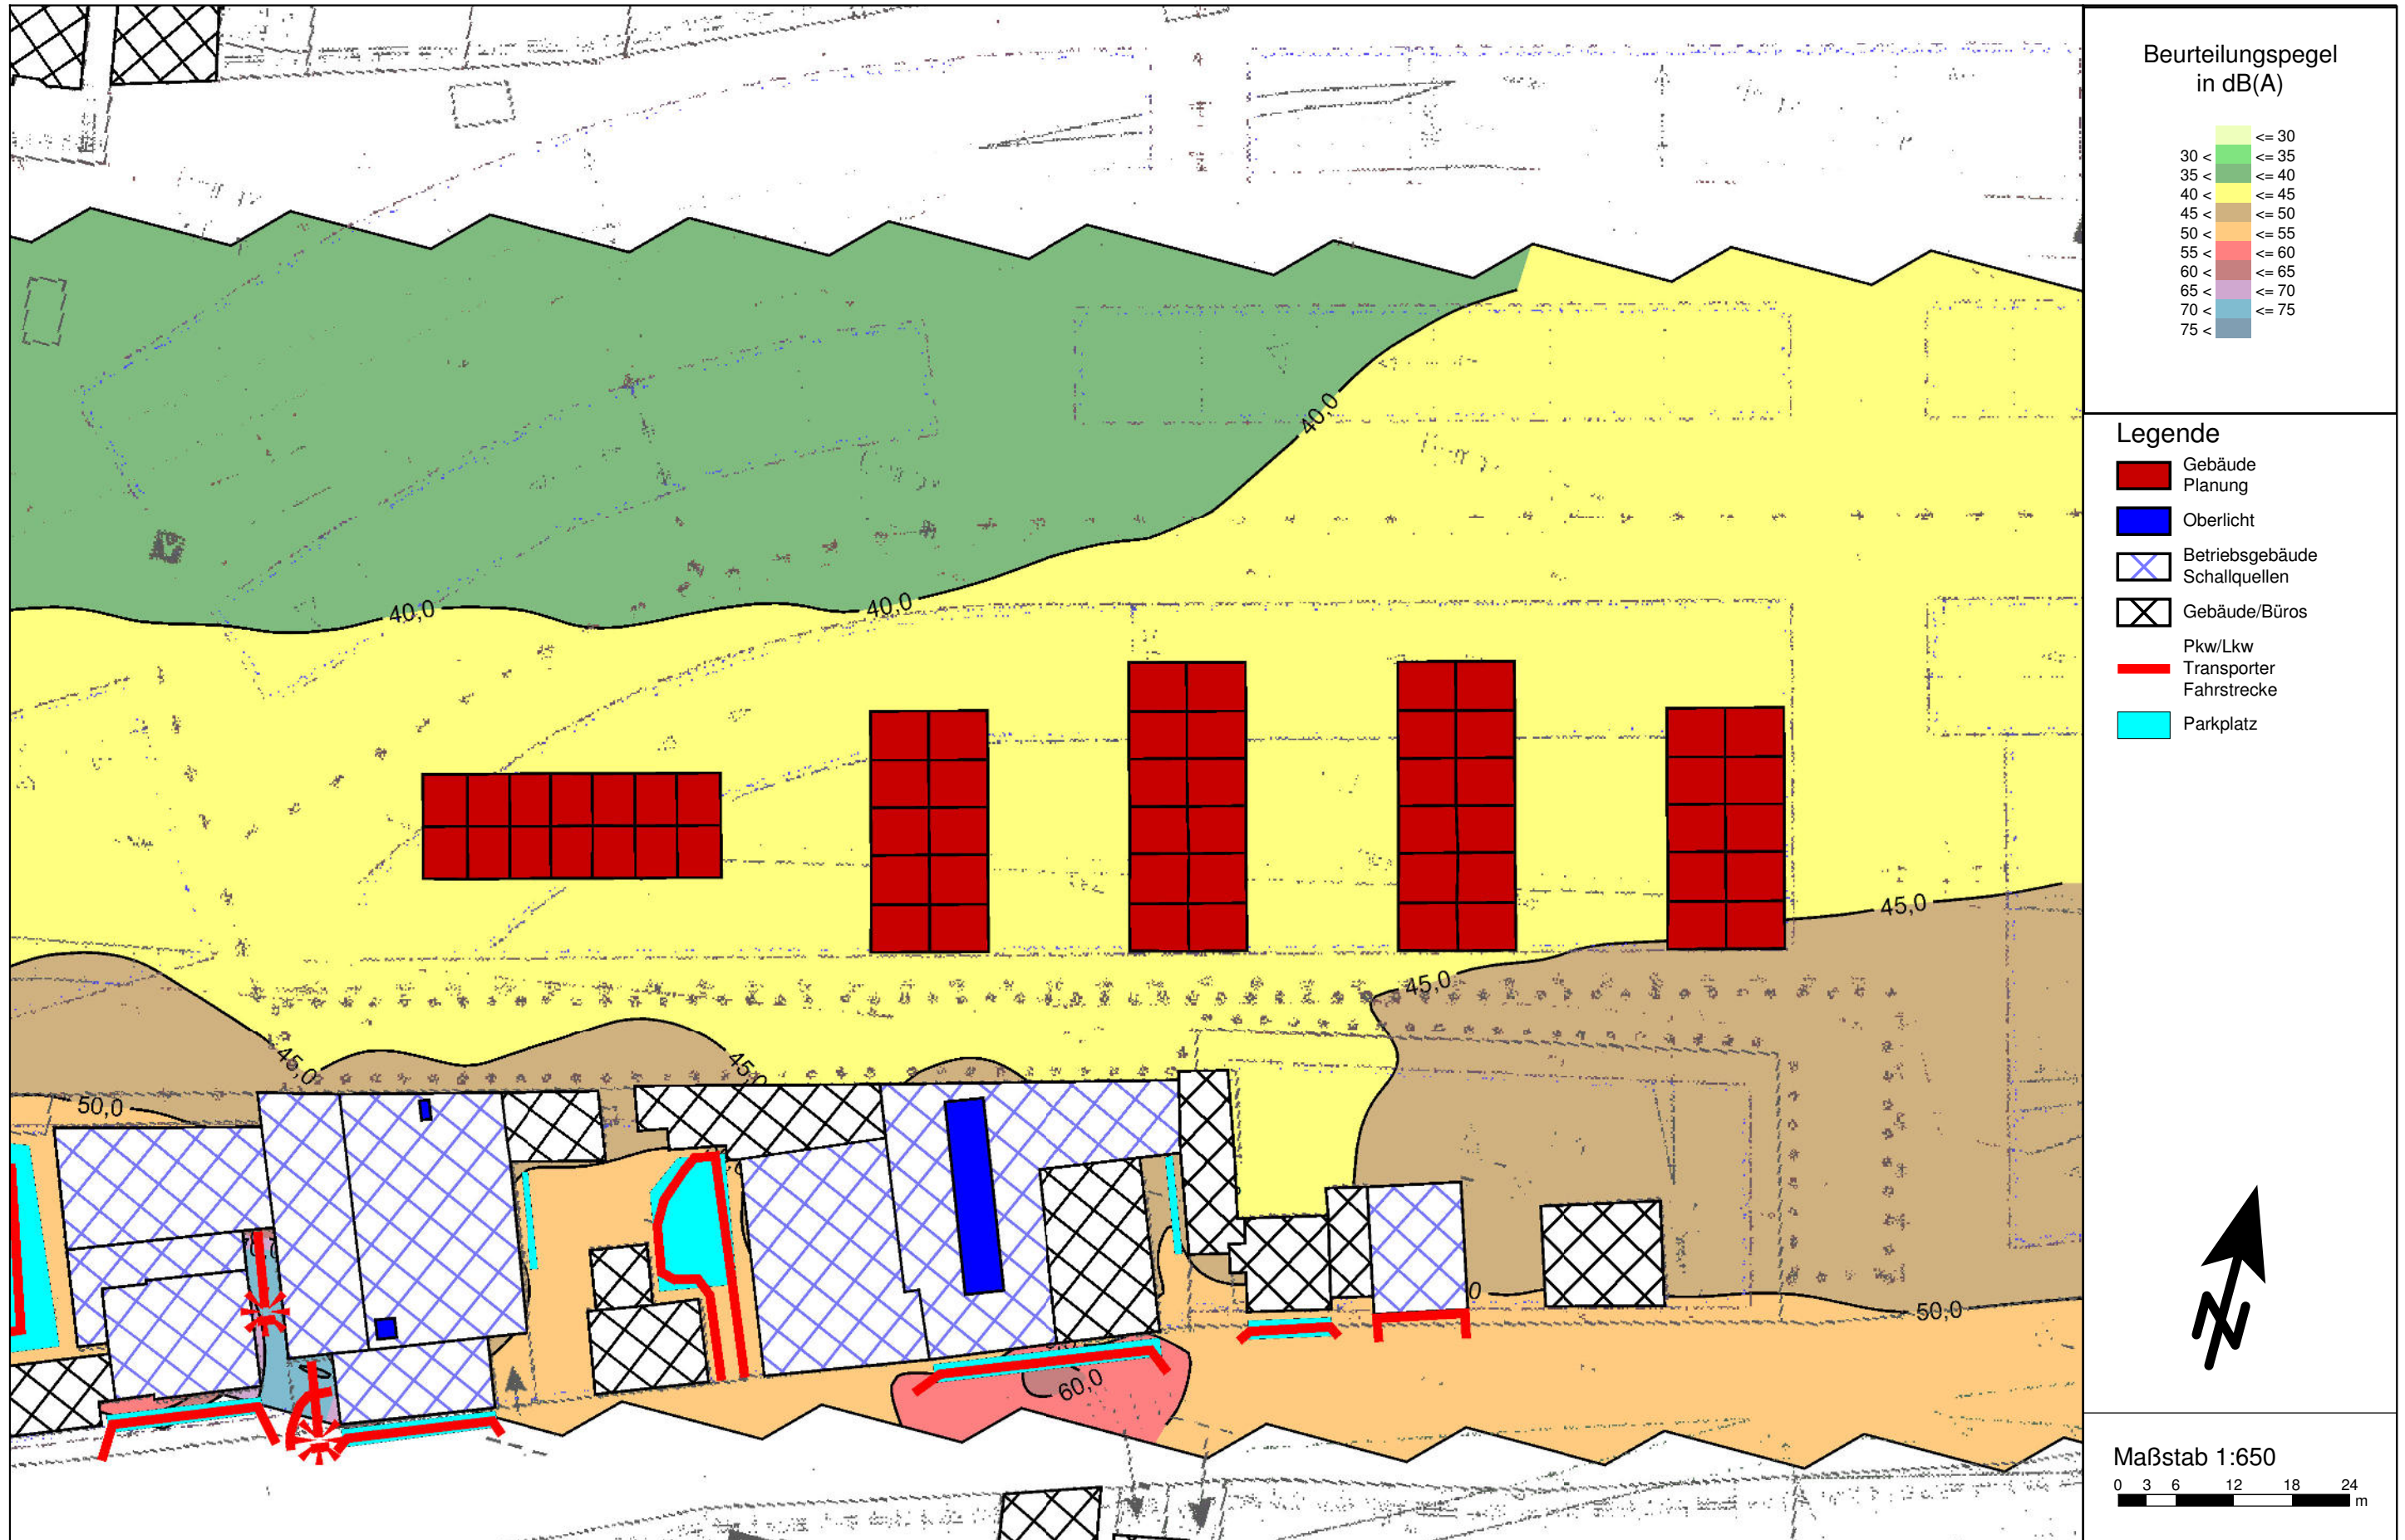 Beurteilungspegel
in dB(A)
<= 30
30 < <= 35
35 < <= 40
40 < <= 45
45 < <= 50
50 < <= 55
55 < <= 60
60 < <= 65
65 < <= 70
70 < <= 75
75 <
Legende
Gebäude
Planung
Oberlicht
Betriebsgebäude
Schallquellen
Gebäude/Büros
Pkw/Lkw
Transporter
Fahrstrecke
Parkplatz
N
Maßstab 1:650
0 3 6 12 18 24
m
40,0
40,0
40,0
45,0
45,0
45,0
45,0
50,0
50,0
60,0